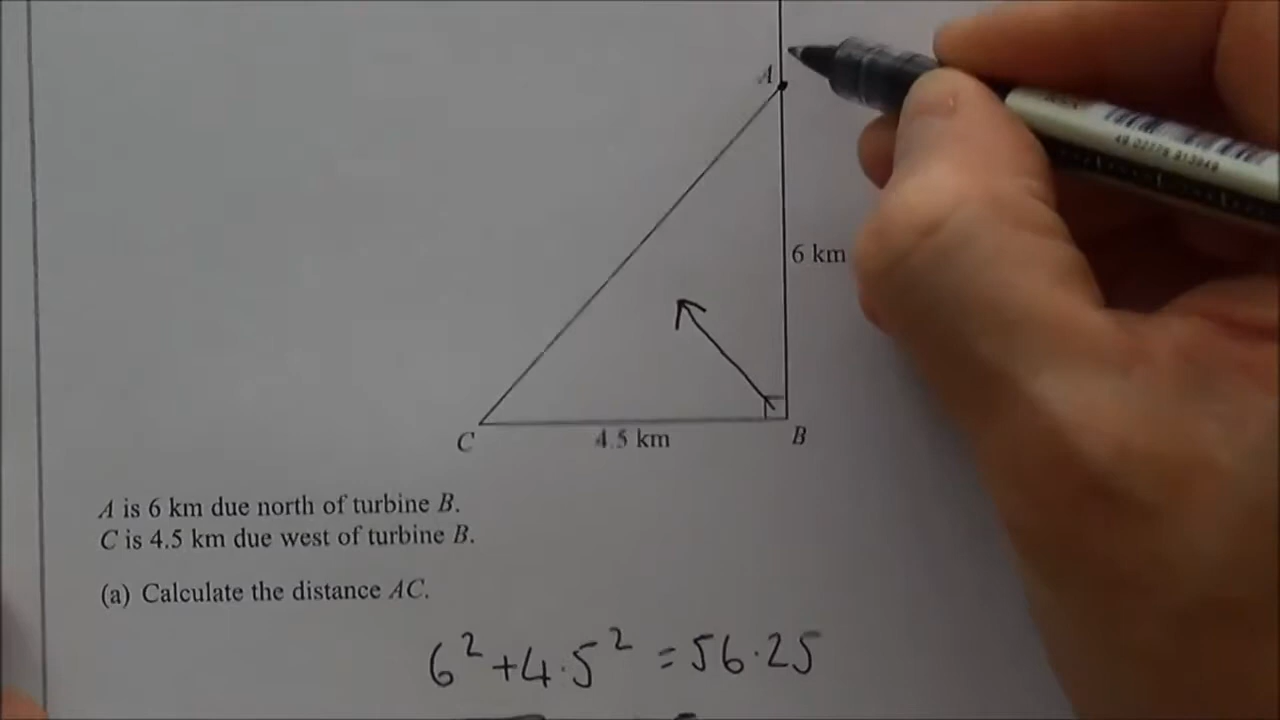 A
6 km
C
4.5 km
B
A is 6 km due north of turbine B.
C is 4.5 km due west of turbine B.
(a) Calculate the distance AC.
6² + 4.5² = 56.25